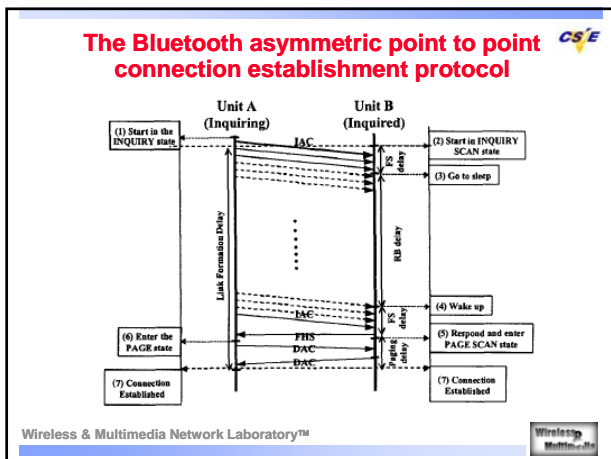 The Bluetooth asymmetric point to point
connection establishment protocol
CS/E
Unit A
(Inquiring)
Unit B
(Inquired)
(1) Start in the
INQUIRY state
IAC
(2) Start in INQUIRY
SCAN state
FS
delay
(3) Go to sleep
Link Formation Delay
RB delay
(4) Wake up
IAC
FS
delay
(5) Respond and enter
PAGE SCAN state
(6) Enter the
PAGE state
FHS
DAC
DAC
Paging
delay
(7) Connection
Established
(7) Connection
Established
Wireless & Multimedia Network Laboratory™
Wireless
Multimedia